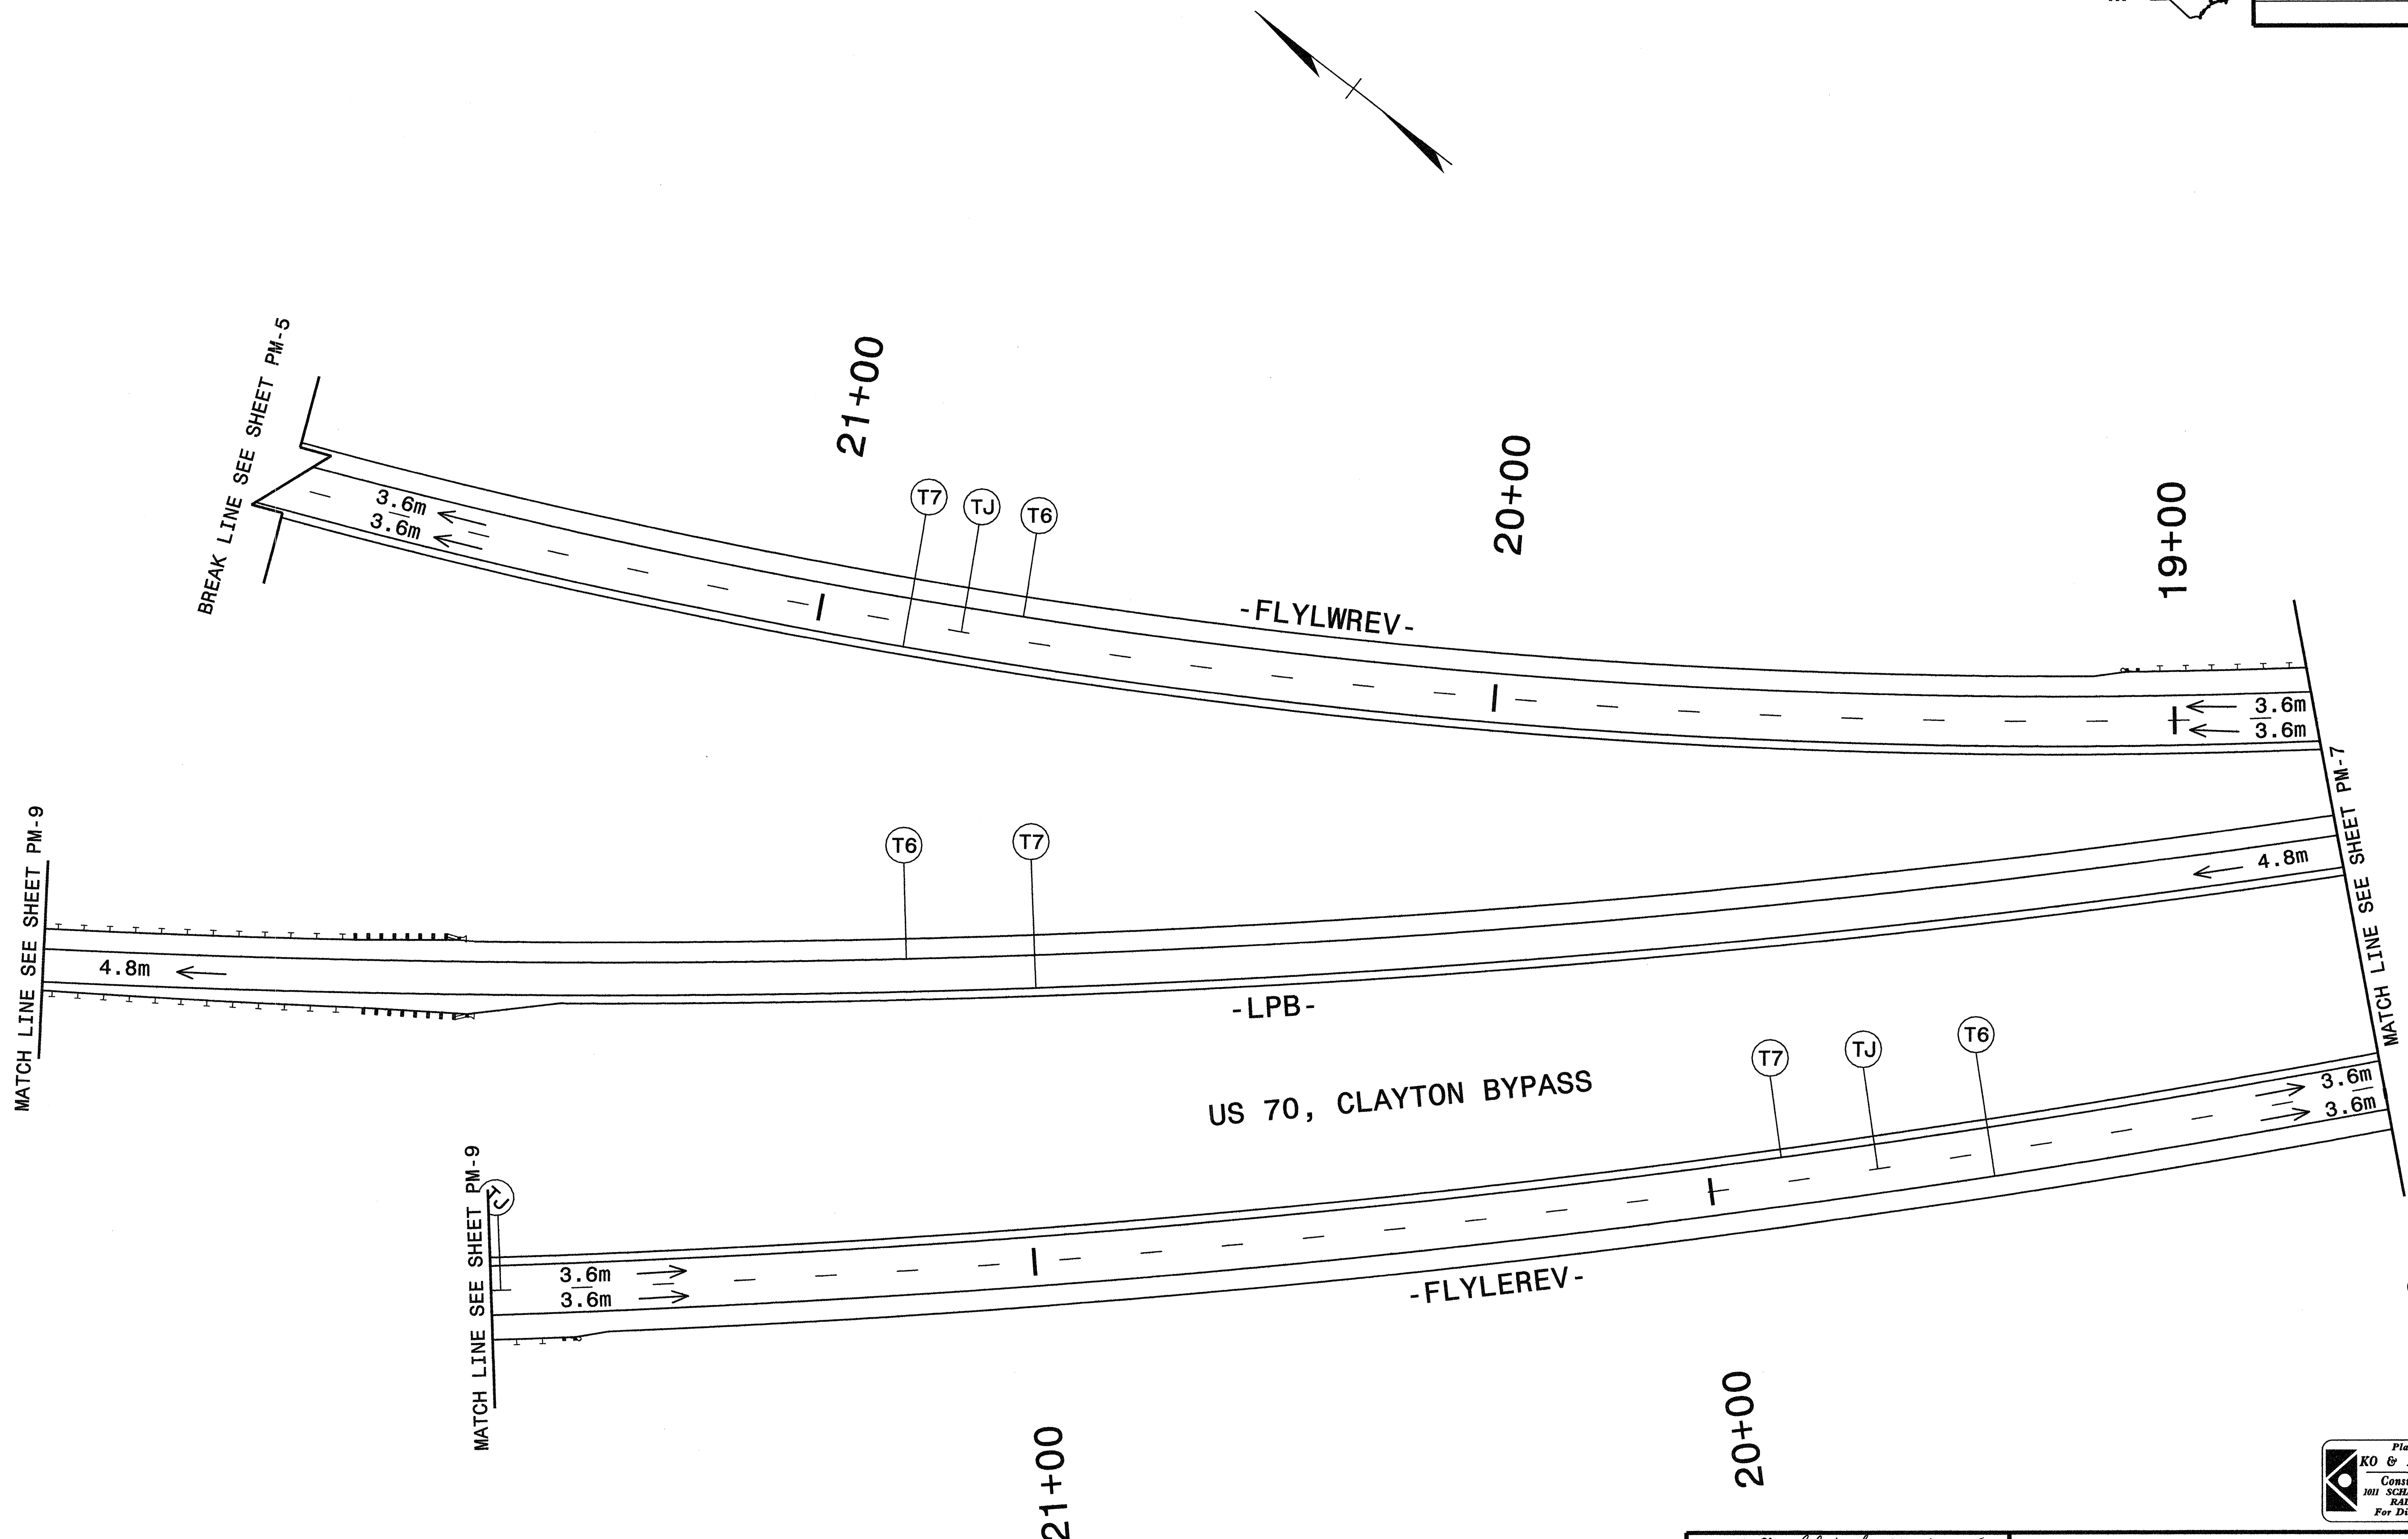 BREAK LINE SEE SHEET PM-5
21+00
20+00
19+00
T7
TJ
T6
3.6m
3.6m
-FLYLWREV-
3.6m
3.6m
MATCH LINE SEE SHEET PM-7
MATCH LINE SEE SHEET PM-9
T6
T7
4.8m
4.8m
-LPB-
US 70, CLAYTON BYPASS
T7
TJ
T6
3.6m
3.6m
MATCH LINE SEE SHEET PM-9
TJ
3.6m
3.6m
-FLYLEREV-
21+00
20+00
KO &
1011
For